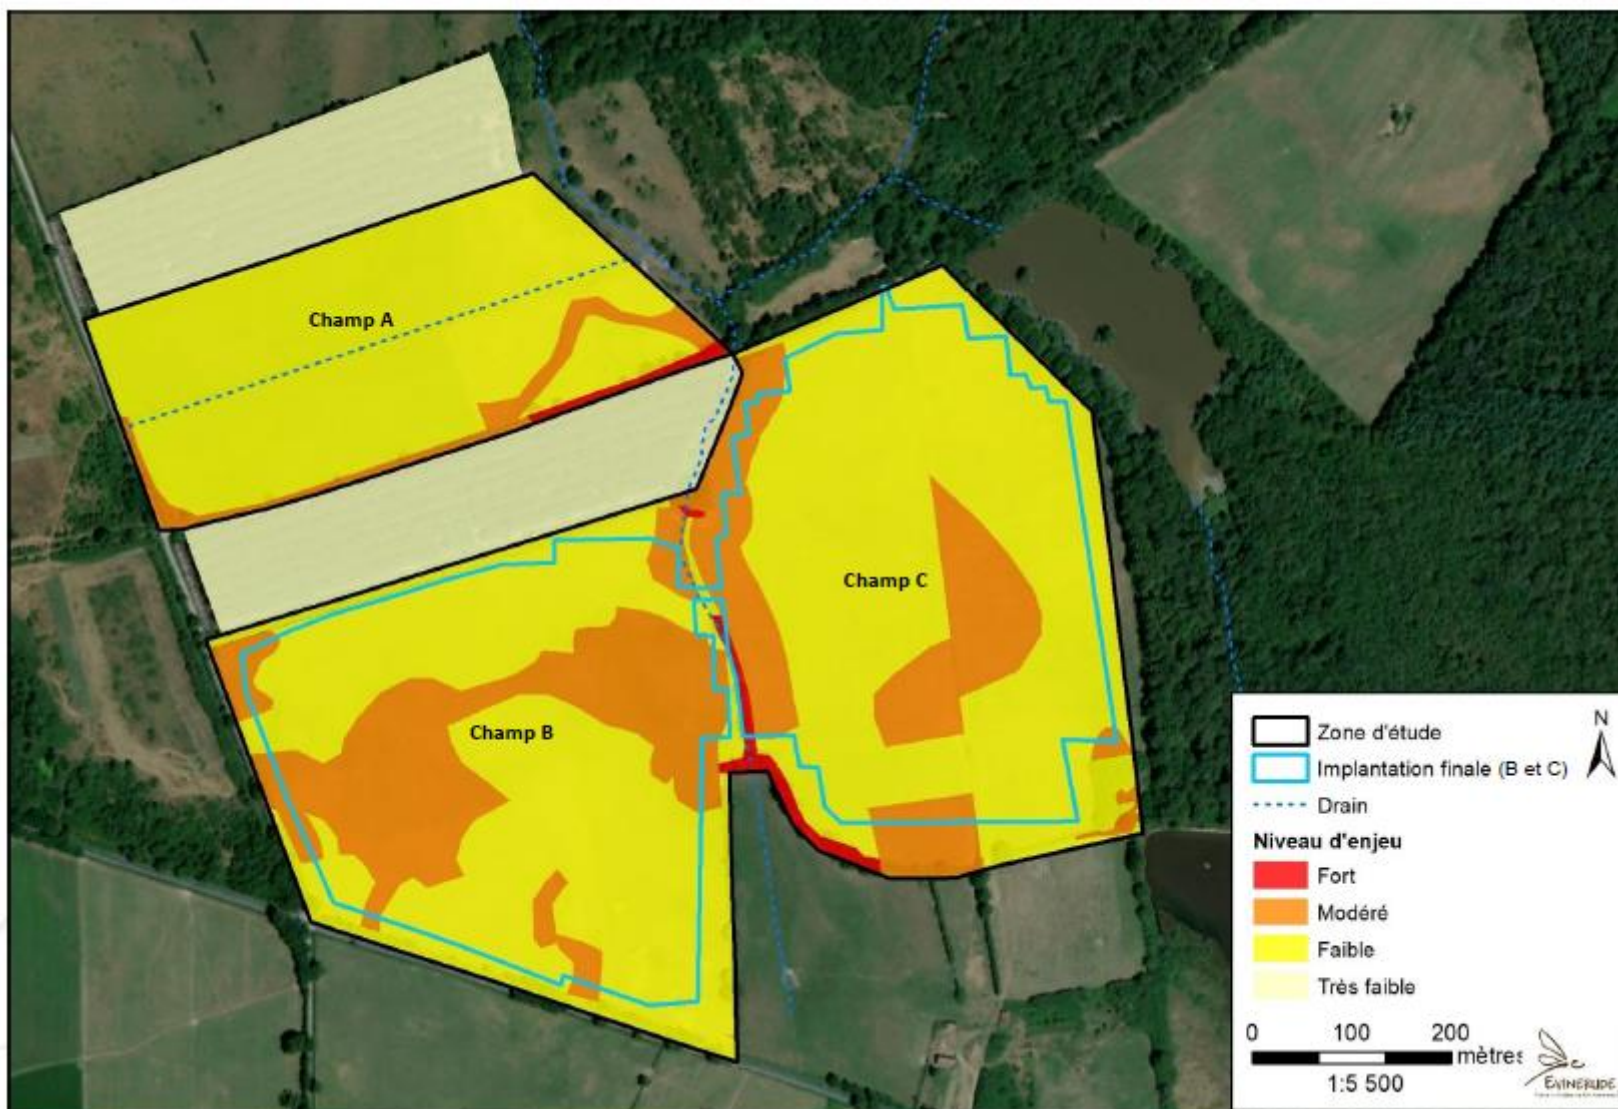 Champ A
Champ B
Champ C
N
Zone d'étude
Implantation finale (B et C)
Drain
Niveau d'enjeu
Fort
Modéré
Faible
Très faible
0 100 200
mètres
1:5 500
EVINERUDE